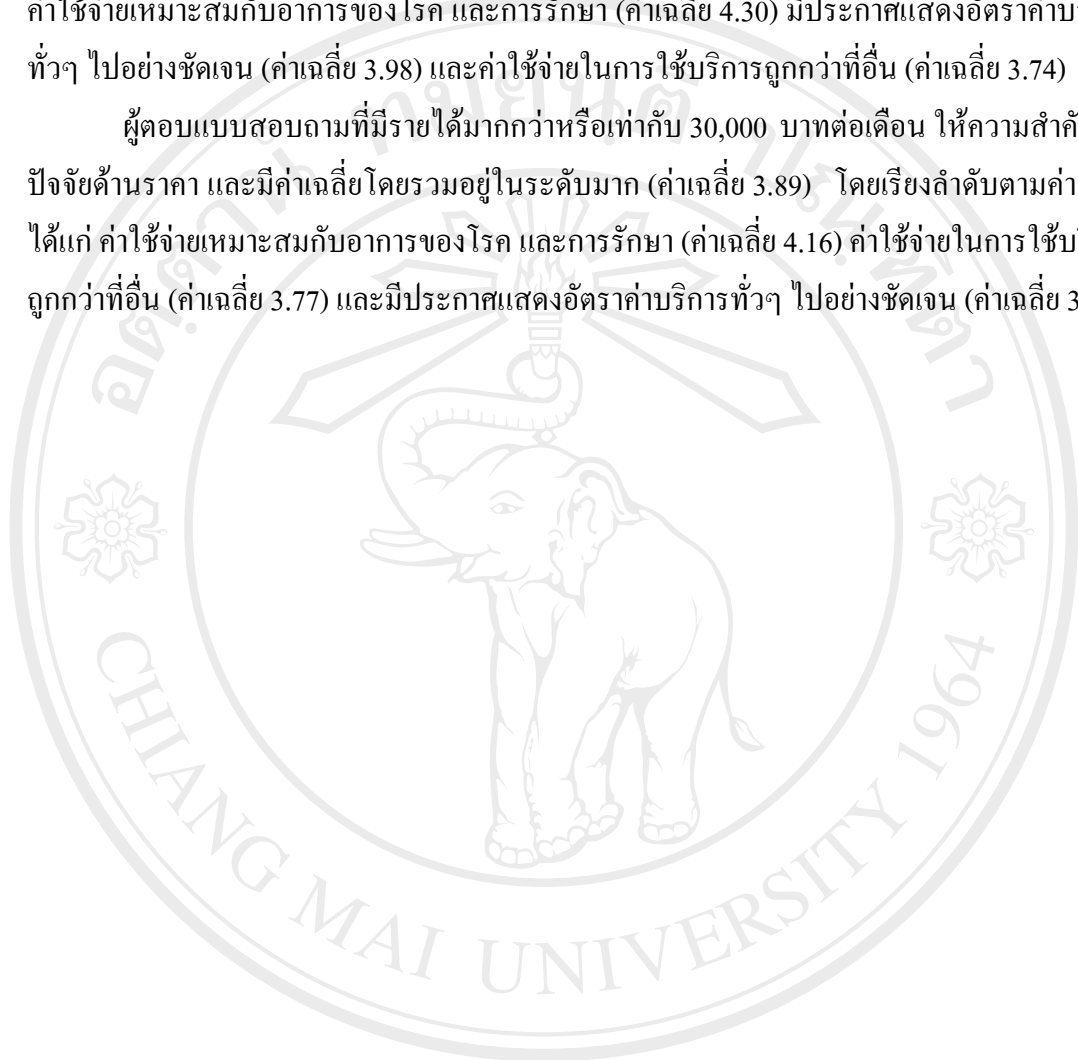 ค่าใช้จ่ายเหมาะสมกับอาการของโรค และการรักษา (ค่าเฉลี่ย 4.30) มีประกาศแสดงอัตราค่าบ
ทั่วๆ ไปอย่างชัดเจน (ค่าเฉลี่ย 3.98) และค่าใช้จ่ายในการใช้บริการถูกกว่าที่อื่น (ค่าเฉลี่ย 3.74)
ผู้ตอบแบบสอบถามที่มีรายได้มากกว่าหรือเท่ากับ 30,000 บาทต่อเดือน ให้ความสำคั
ปัจจัยด้านราคา และมีค่าเฉลี่ยโดยรวมอยู่ในระดับมาก (ค่าเฉลี่ย 3.89) โดยเรียงลำดับตามค่า
ได้แก่ ค่าใช้จ่ายเหมาะสมกับอาการของโรค และการรักษา (ค่าเฉลี่ย 4.16) ค่าใช้จ่ายในการใช้บ
ถูกกว่าที่อื่น (ค่าเฉลี่ย 3.77) และมีประกาศแสดงอัตราค่าบริการทั่วๆ ไปอย่างชัดเจน (ค่าเฉลี่ย 3
อตฺตานํ ทมยนฺติ ปณฺฑิตา
CHIANG MAI UNIVERSITY 1964